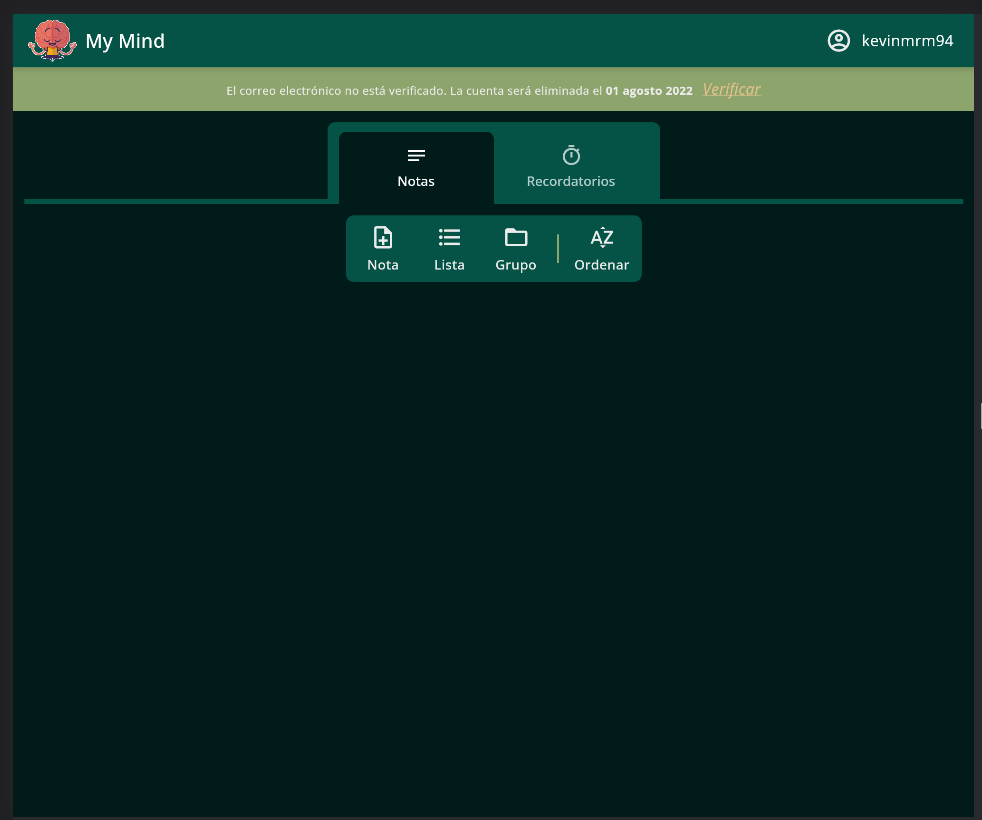 My Mind
kevinmrm94
El correo electrónico no está verificado. La cuenta será eliminada el 01 agosto 2022 Verificar
Notas
Recordatorios
Nota
Lista
Grupo
AZ
Ordenar